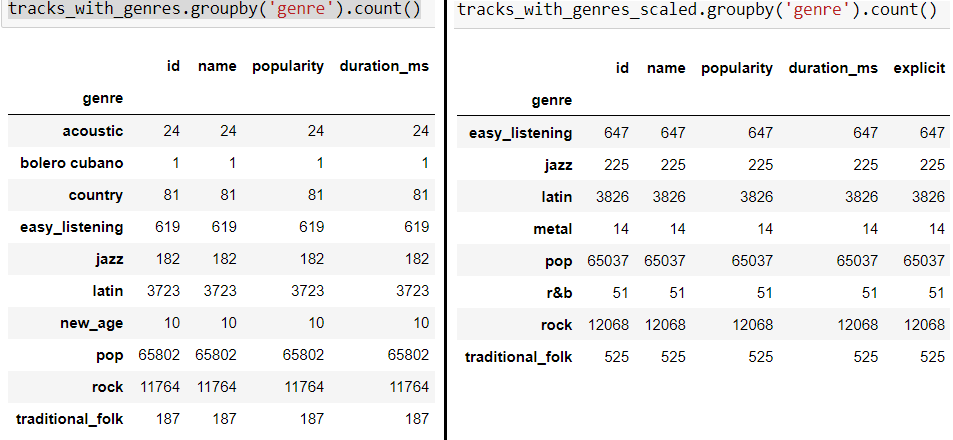 tracks_with_genres.groupby('genre').count()
id name popularity duration_ms
genre
acoustic 24 24 24 24
bolero cubano 1 1 1 1
country 81 81 81 81
easy_listening 619 619 619 619
jazz 182 182 182 182
latin 3723 3723 3723 3723
new_age 10 10 10 10
pop 65802 65802 65802 65802
rock 11764 11764 11764 11764
traditional_folk 187 187 187 187
tracks_with_genres_scaled.groupby('genre').count()
id name popularity duration_ms explicit
genre
easy_listening 647 647 647 647 647
jazz 225 225 225 225 225
latin 3826 3826 3826 3826 3826
metal 14 14 14 14 14
pop 65037 65037 65037 65037 65037
r&b 51 51 51 51 51
rock 12068 12068 12068 12068 12068
traditional_folk 525 525 525 525 525